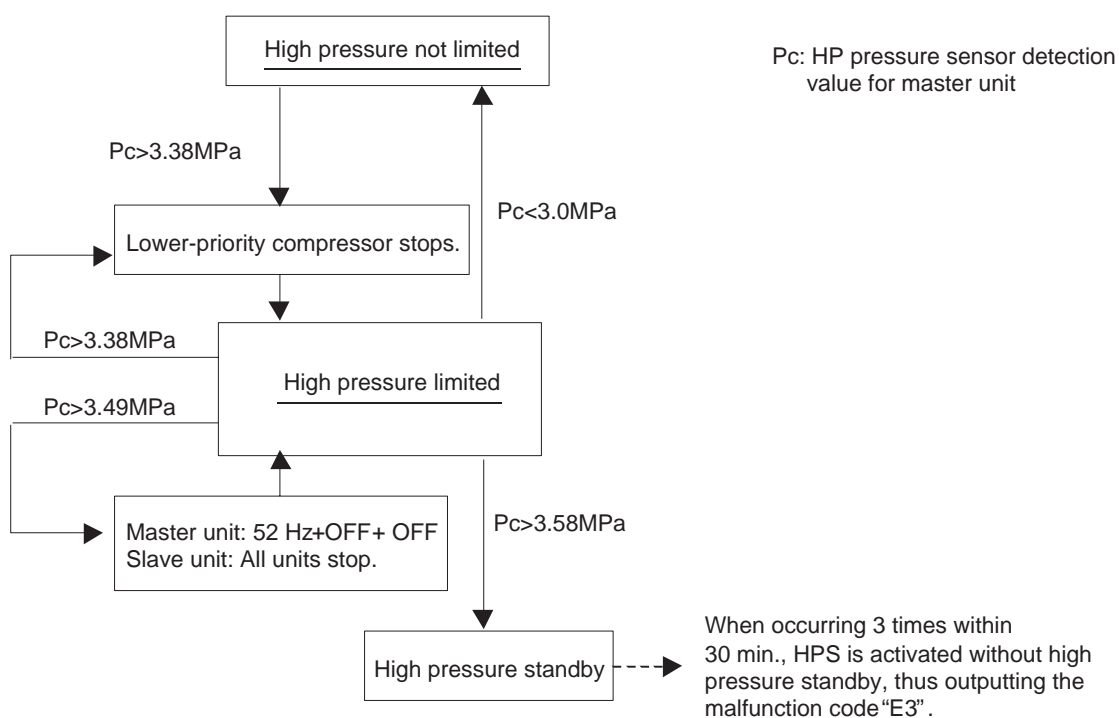 High pressure not limited
Pc: HP pressure sensor detection
value for master unit
Pc>3.38MPa
Pc<3.0MPa
Lower-priority compressor stops.
Pc>3.38MPa
High pressure limited
Pc>3.49MPa
Master unit: 52 Hz+OFF+ OFF
Slave unit: All units stop.
Pc>3.58MPa
High pressure standby
When occurring 3 times within
30 min., HPS is activated without high
pressure standby, thus outputting the
malfunction code “E3”.